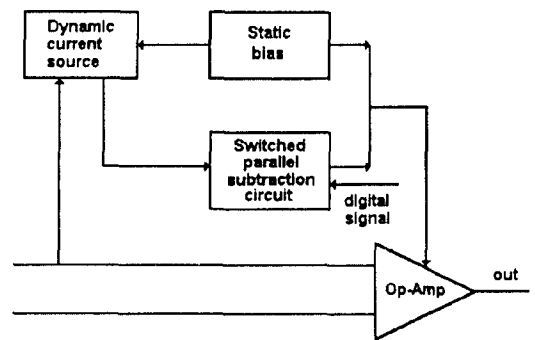 Dynamic
current
source
Static
bias
Switched
parallel
subtraction
circuit
digital
signal
Op-Amp
out